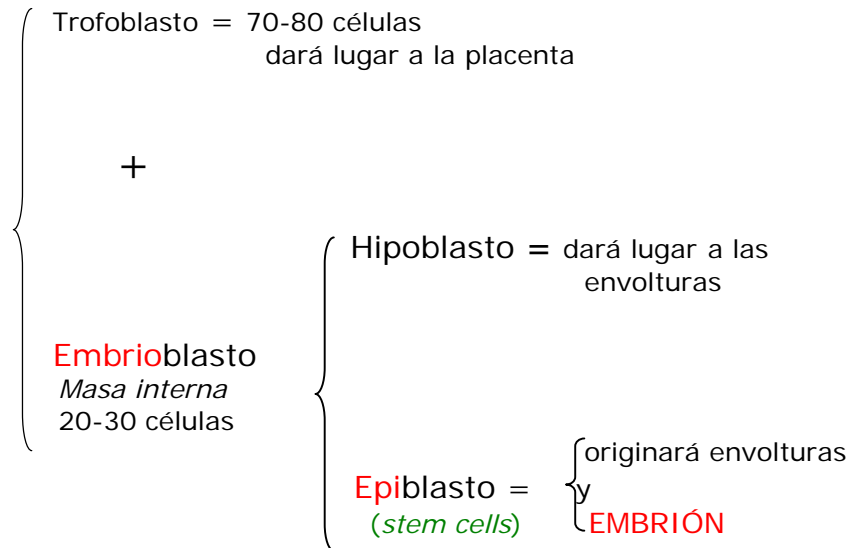 Trofoblasto = 70-80 células
dará lugar a la placenta
+
Hipoblasto = dará lugar a las
envolturas
Embrioblasto
Masa interna
20-30 células
originará envolturas
Epiblasto = y
(stem cells) EMBRIÓN